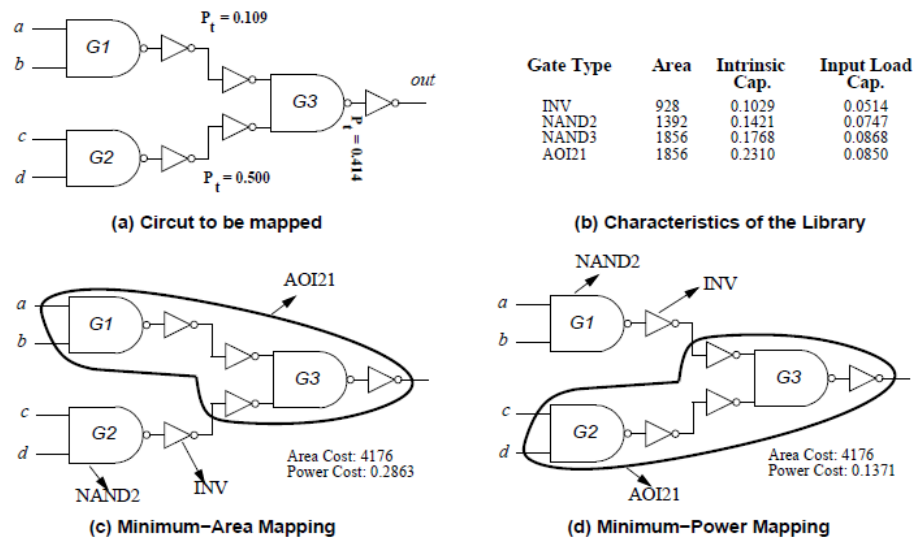 P_t = 0.109
a
G1
b
out
G3
P_t = 0.414
c
G2
d
P_t = 0.500
(a) Circut to be mapped
Gate Type Area Intrinsic Cap. Input Load Cap.
INV 928 0.1029 0.0514
NAND2 1392 0.1421 0.0747
NAND3 1856 0.1768 0.0868
AOI21 1856 0.2310 0.0850
(b) Characteristics of the Library
AOI21
a
G1
b
G3
c
G2
d
NAND2
INV
Area Cost: 4176
Power Cost: 0.2863
(c) Minimum-Area Mapping
NAND2
INV
a
G1
b
G3
c
G2
d
Area Cost: 4176
Power Cost: 0.1371
AOI21
(d) Minimum-Power Mapping